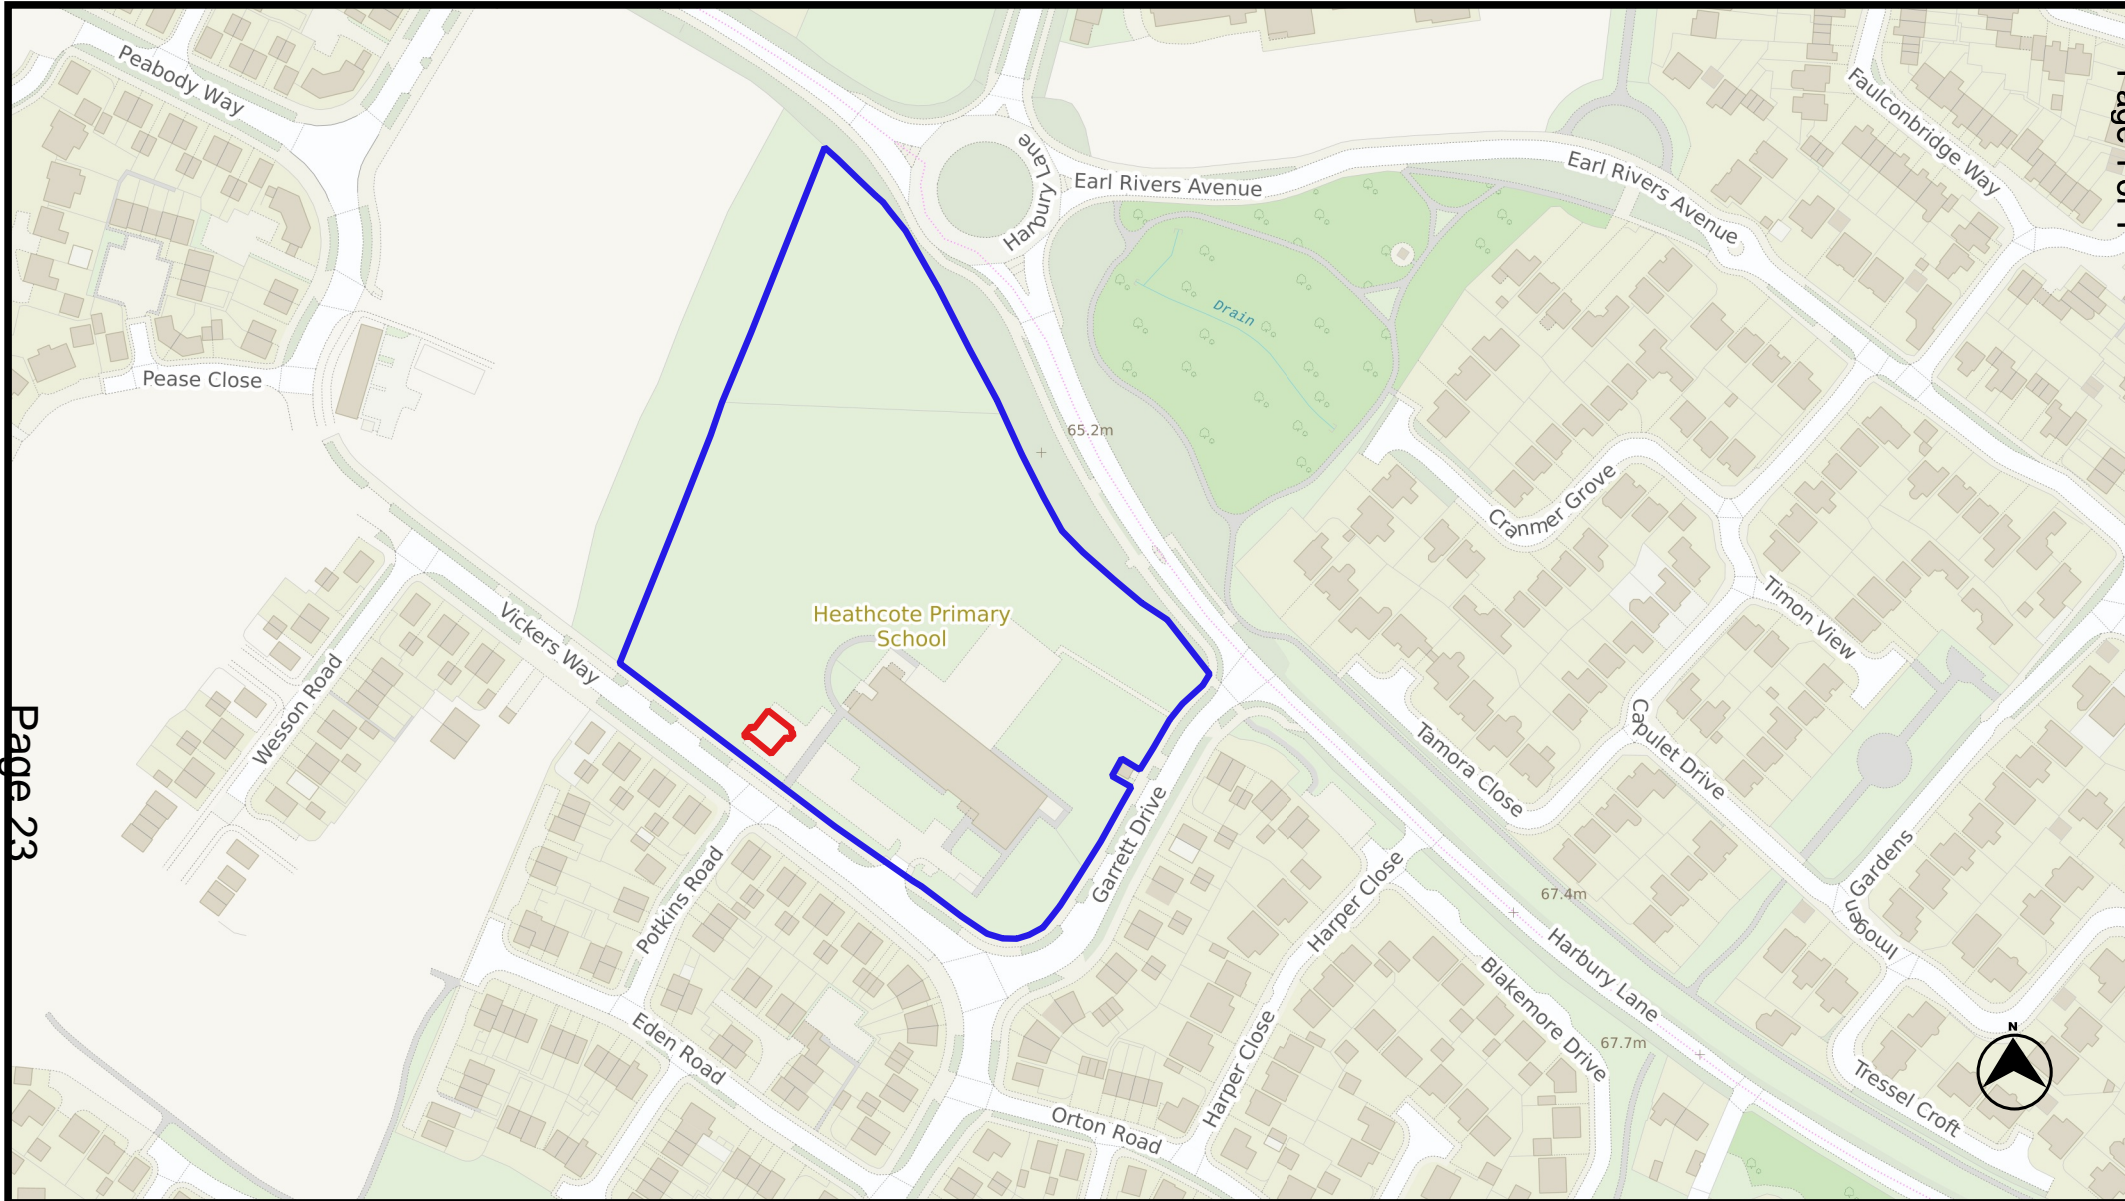 Peabody Way
Faulconbridge Way
Harbury Lane
Earl Rivers Avenue
Earl Rivers Avenue
Drain
Pease Close
65.2m
Cranmer Grove
Timon View
Heathcote Primary
School
Vickers Way
Wesson Road
Capulet Drive
Tamora Close
Page 23
Garrett Drive
Potkins Road
Harper Close
67.4m
Imogen
Gardens
Harbury Lane
Blakemore Drive
Eden Road
Harper Close
67.7m
N
Orton Road
Tressel Croft